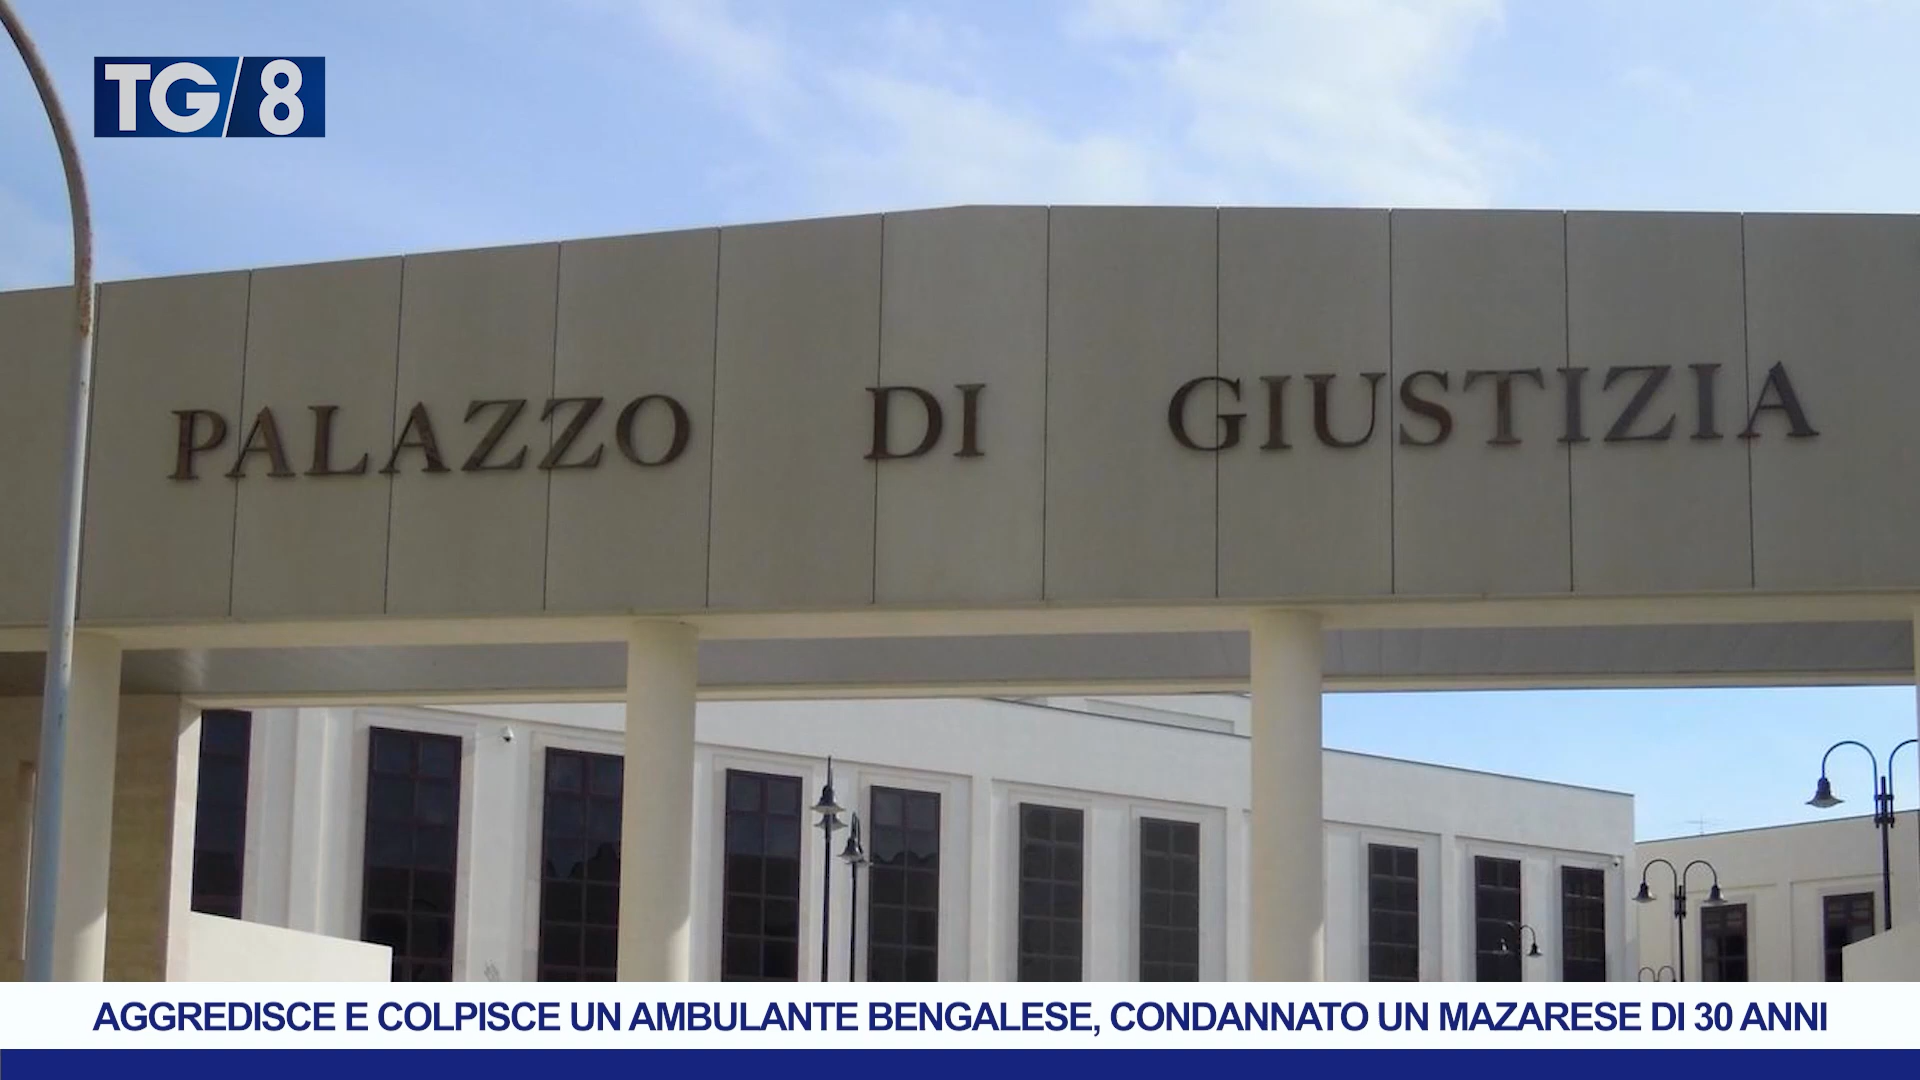 TG/8
PALAZZO DI GIUSTIZIA
AGGREDISCE E COLPISCE UN AMBULANTE BENGALESE, CONDANNATO UN MAZARESE DI 30 ANNI